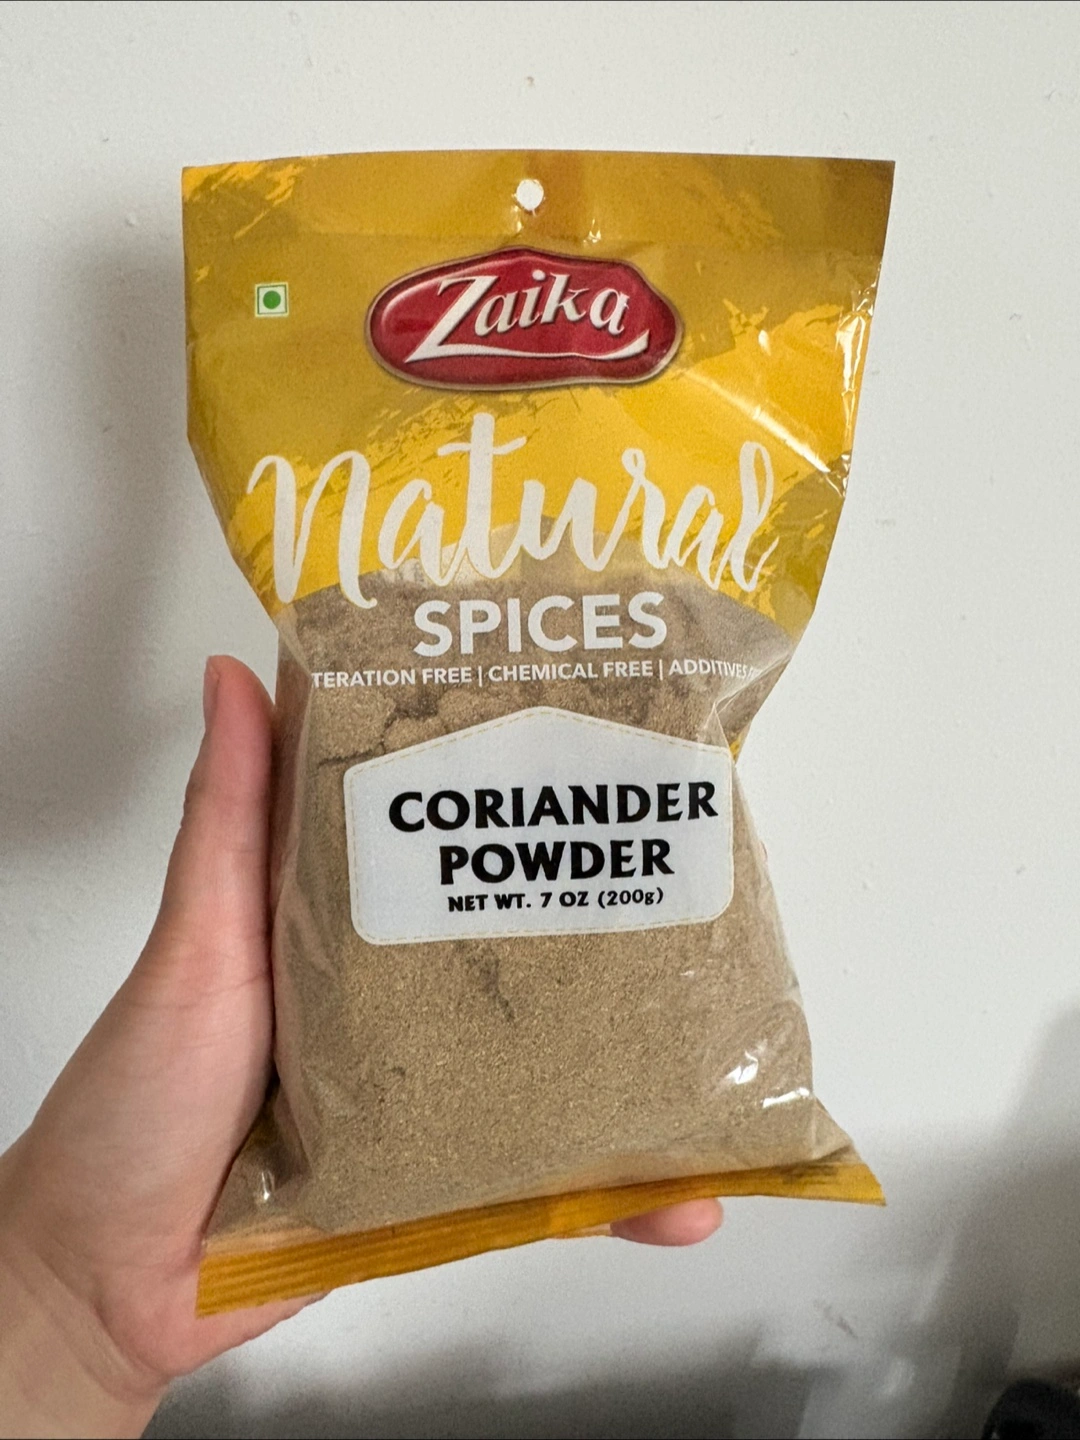 Zaika
Natural
SPICES
TERATION FREE | CHEMICAL FREE | ADDITIVES
CORIANDER
POWDER
NET WT. 7 OZ (200g)